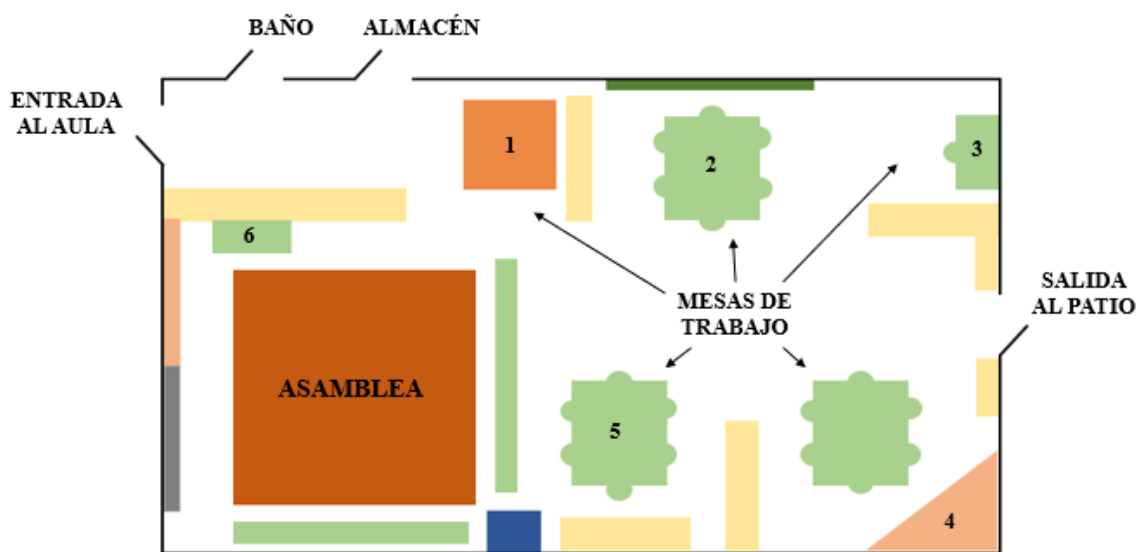 BAÑO
ALMACÉN
ENTRADA
AL AULA
1
2
3
6
SALIDA
AL PATIO
MESAS DE
TRABAJO
ASAMBLEA
5
4